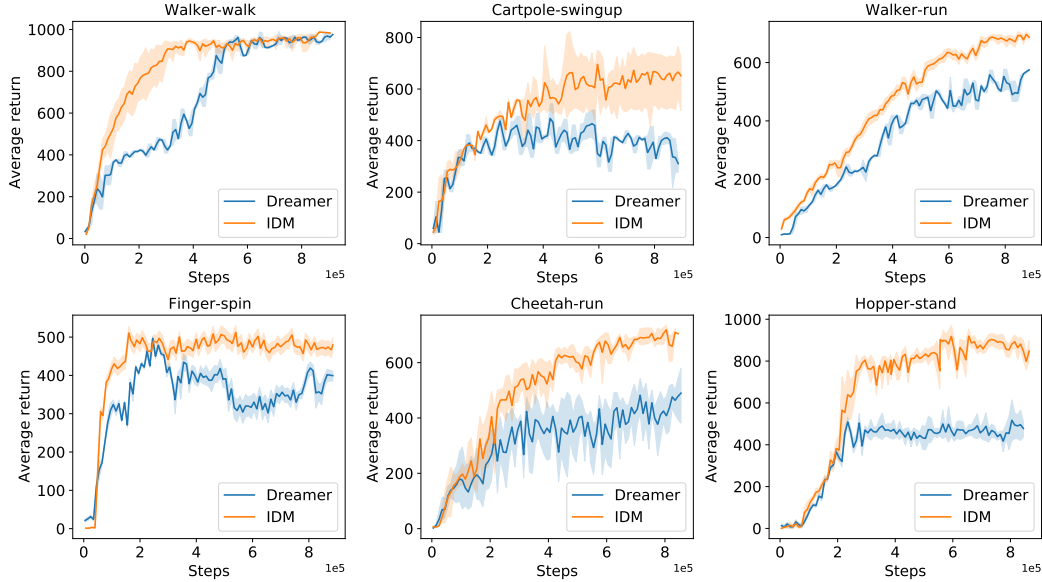 Walker-walk
Average return
1000
800
600
400
200
0
0 2 4 6 8
Steps
1e5
Dreamer
IDM
Cartpole-swingup
Average return
800
600
400
200
0
0 2 4 6 8
Steps
1e5
Dreamer
IDM
Walker-run
Average return
600
400
200
0
0 2 4 6 8
Steps
1e5
Dreamer
IDM
Finger-spin
Average return
500
400
300
200
100
0
0 2 4 6 8
Steps
1e5
Dreamer
IDM
Cheetah-run
Average return
600
400
200
0
0 2 4 6 8
Steps
1e5
Dreamer
IDM
Hopper-stand
Average return
1000
800
600
400
200
0
0 2 4 6 8
Steps
1e5
Dreamer
IDM